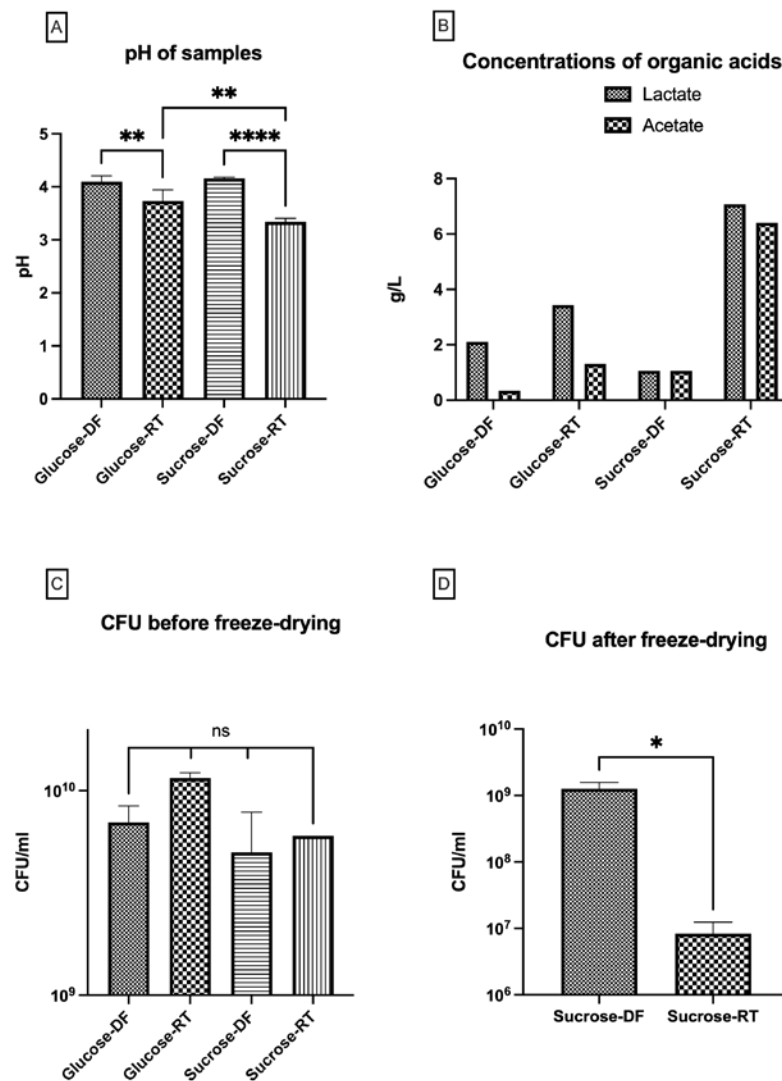 A
pH of samples
**
**
****
5
4
3
2
1
0
pH
Glucose-DF
Glucose-RT
Sucrose-DF
Sucrose-RT
B
Concentrations of organic acids
Lactate
Acetate
8
6
4
2
0
g/L
Glucose-DF
Glucose-RT
Sucrose-DF
Sucrose-RT
C
CFU before freeze-drying
ns
10¹⁰
10⁹
CFU/ml
Glucose-DF
Glucose-RT
Sucrose-DF
Sucrose-RT
D
CFU after freeze-drying
*
10¹⁰
10⁹
10⁸
10⁷
10⁶
CFU/ml
Sucrose-DF
Sucrose-RT